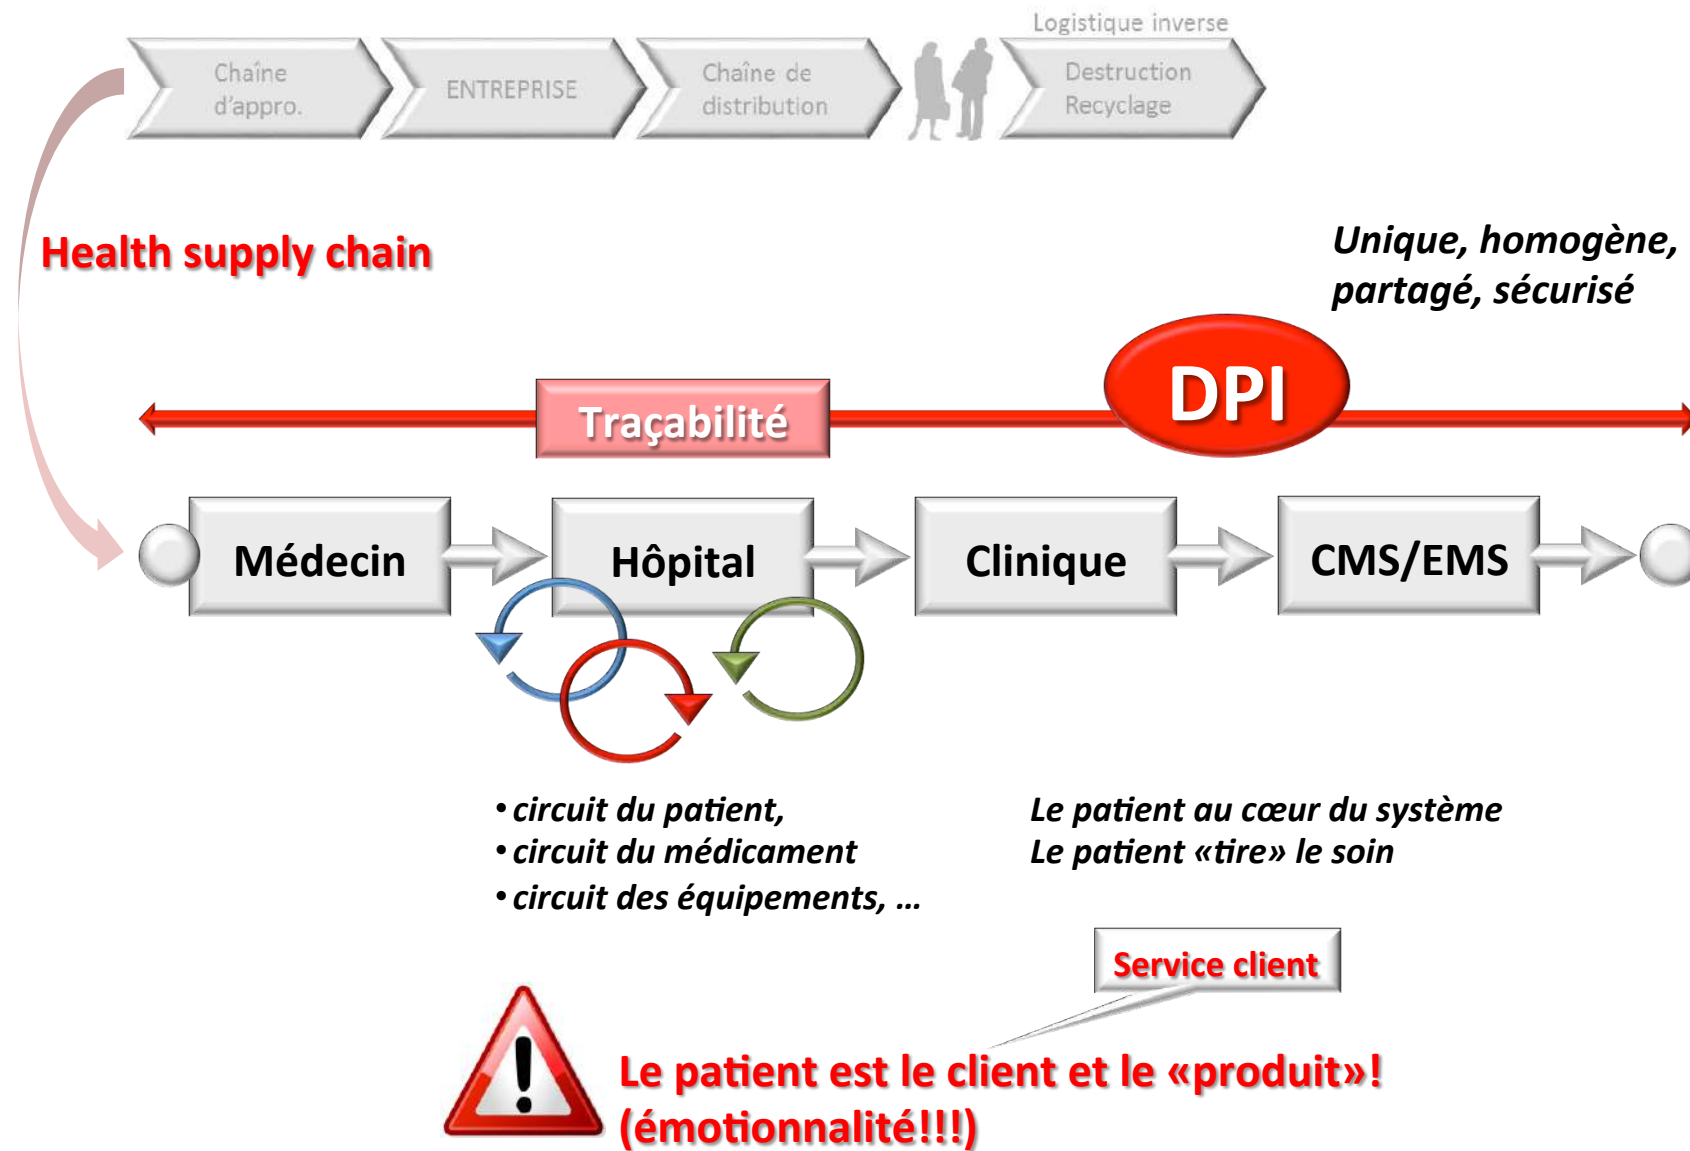 Logistique inverse
Chaîne
d'appro.
ENTREPRISE
Chaîne de
distribution
Destruction
Recyclage
Health supply chain
Unique, homogène,
partagé, sécurisé
Traçabilité
DPI
Médecin
Hôpital
Clinique
CMS/EMS
• circuit du patient,
• circuit du médicament
• circuit des équipements, ...
Le patient au cœur du système
Le patient «tire» le soin
Service client
!
Le patient est le client et le «produit»!
(émotionnalité!!!)